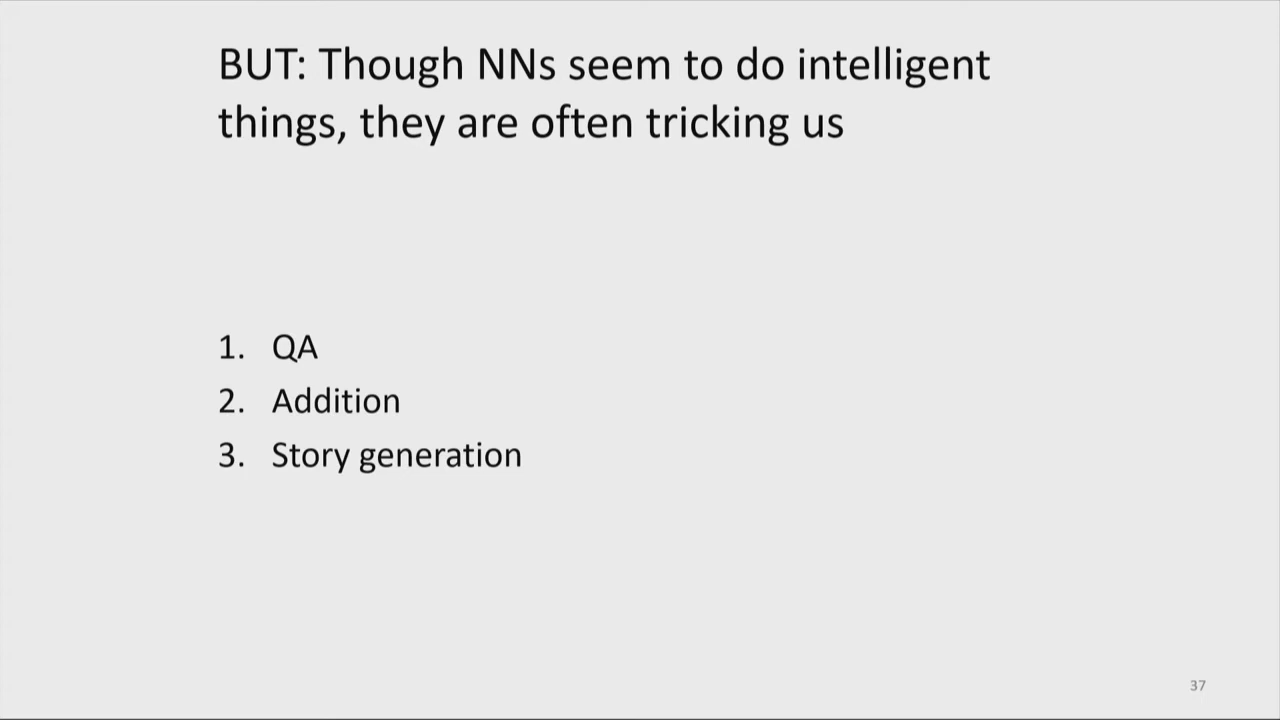 BUT: Though NNs seem to do intelligent
things, they are often tricking us
1. QA
2. Addition
3. Story generation
37